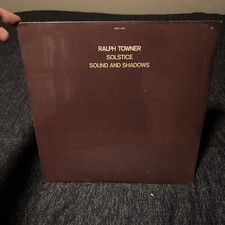 RALPH TOWNER
SOLSTICE
SOUND AND SHADOWS